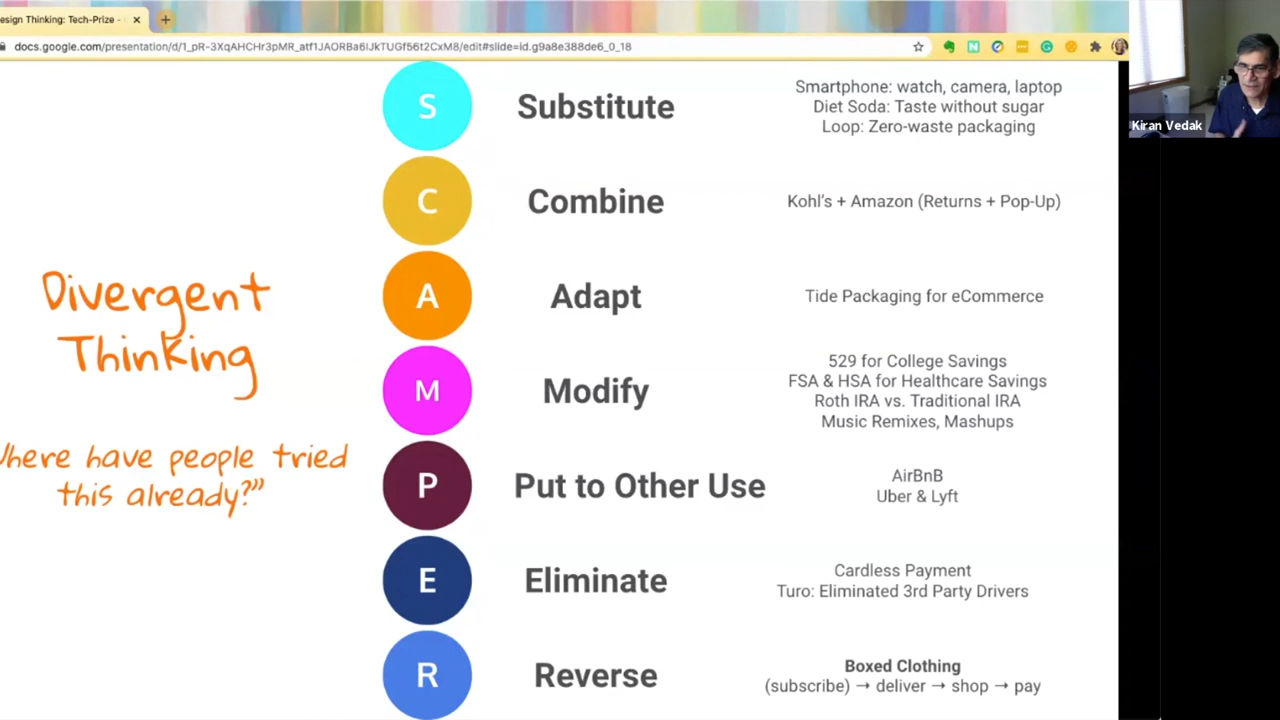 esign Thinking: Tech-Prize -
docs.google.com/presentation/d/1_pR-3XqAHCHr3pMR_atf1JAORBa6IJkTUGf56t2CxM8/edit#slide=id.g9a8e388de6_0_18
Kiran Vedak
Divergent
Thinking
here have people tried
this already?"
S
Substitute
Smartphone: watch, camera, laptop
Diet Soda: Taste without sugar
Loop: Zero-waste packaging
C
Combine
Kohl's + Amazon (Returns + Pop-Up)
A
Adapt
Tide Packaging for eCommerce
M
Modify
529 for College Savings
FSA & HSA for Healthcare Savings
Roth IRA vs. Traditional IRA
Music Remixes, Mashups
P
Put to Other Use
AirBnB
Uber & Lyft
E
Eliminate
Cardless Payment
Turo: Eliminated 3rd Party Drivers
R
Reverse
Boxed Clothing
(subscribe) → deliver → shop → pay